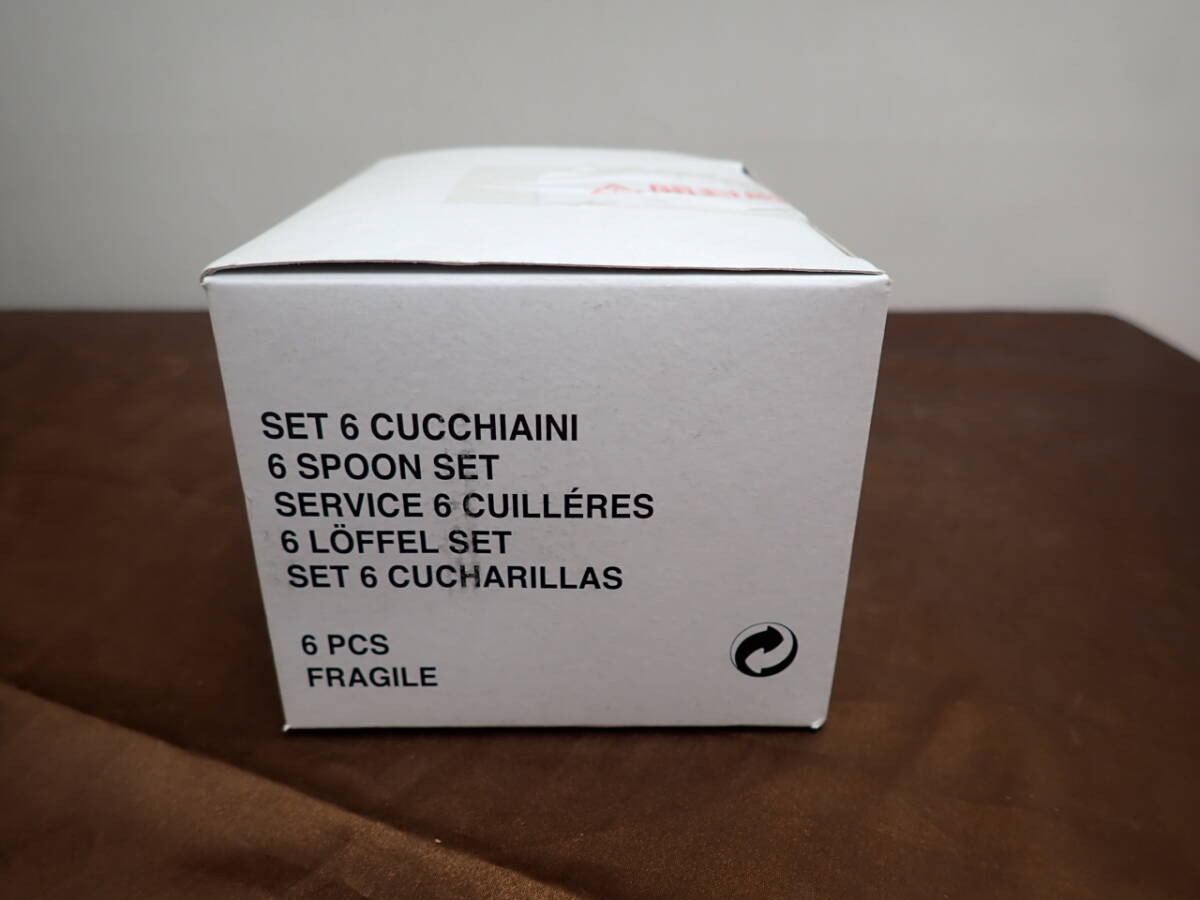 SET 6 CUCCHIAINI
6 SPOON SET
SERVICE 6 CUILLÉRES
6 LÖFFEL SET
SET 6 CUCHARILLAS
6 PCS
FRAGILE